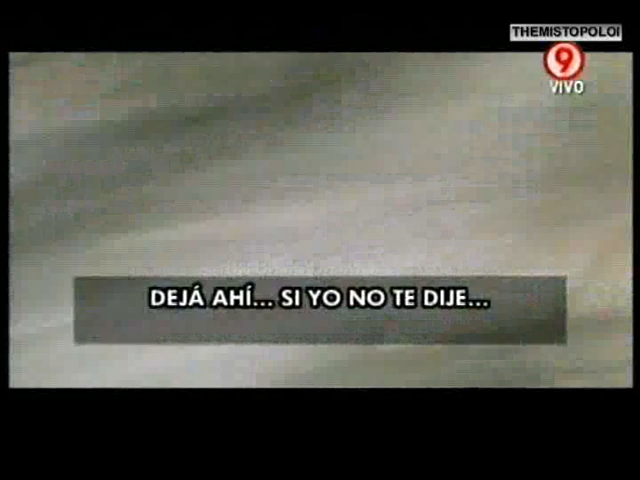 THEMISTOPOLOI
9
VIVO
DEJÁ AHÍ... SI YO NO TE DIJE...